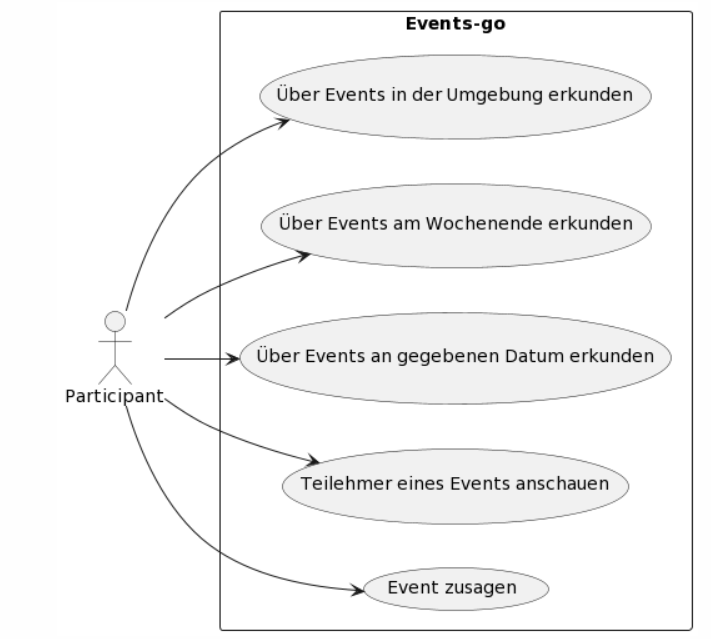 Events-go
Über Events in der Umgebung erkunden
Über Events am Wochenende erkunden
Über Events an gegebenen Datum erkunden
Participant
Teilehmer eines Events anschauen
Event zusagen